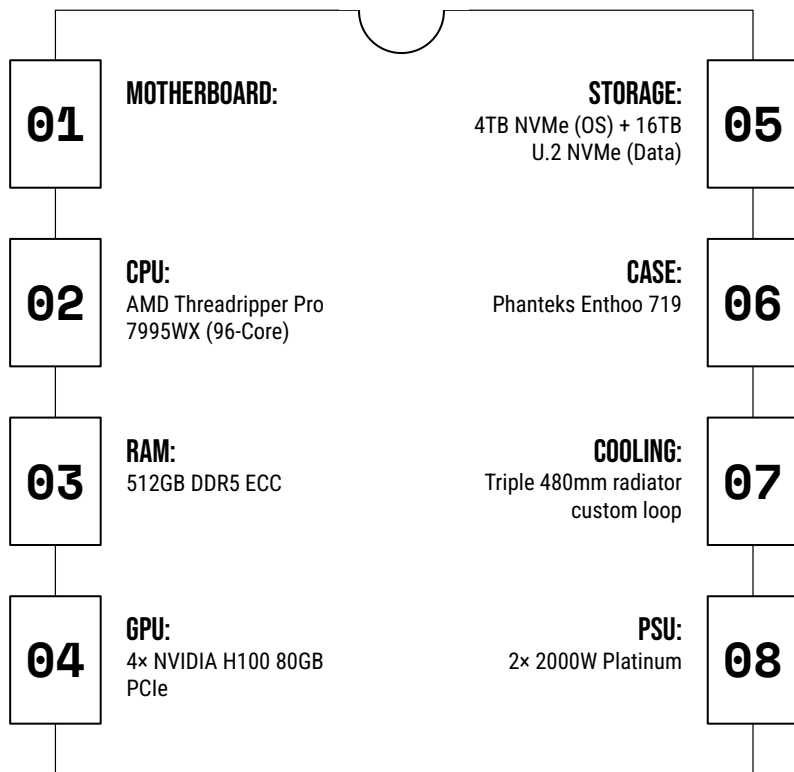 01
MOTHERBOARD:
02
CPU:
AMD Threadripper Pro
7995WX (96-Core)
03
RAM:
512GB DDR5 ECC
04
GPU:
4× NVIDIA H100 80GB
PCIe
05
STORAGE:
4TB NVMe (OS) + 16TB
U.2 NVMe (Data)
06
CASE:
Phanteks Enthoo 719
07
COOLING:
Triple 480mm radiator
custom loop
08
PSU:
2× 2000W Platinum